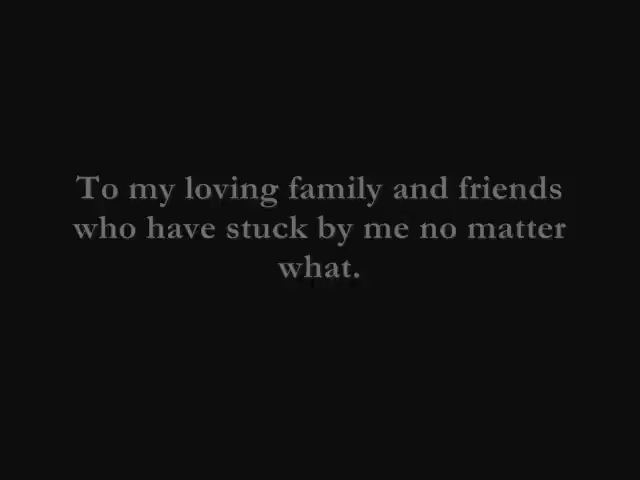 To my loving family and friends
who have stuck by me no matter
what.